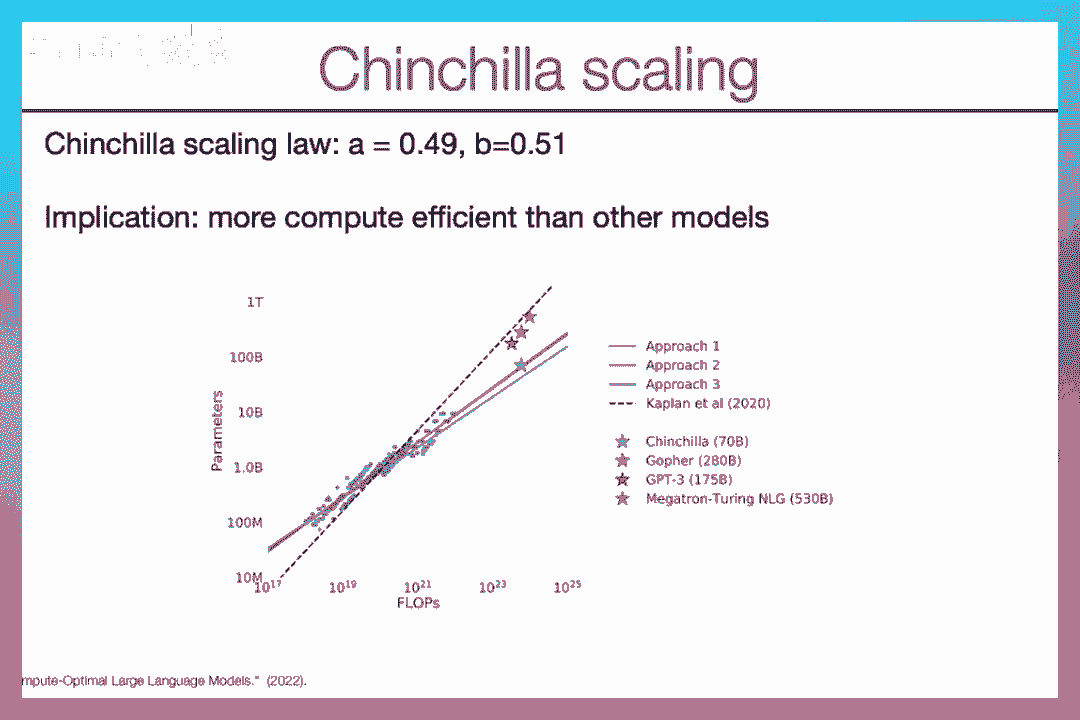 Chinchilla scaling
Chinchilla scaling law: a = 0.49, b=0.51
Implication: more compute efficient than other models
1T
100B
10B
1.0B
100M
10M
Parameters
10^17 10^19 10^21 10^23 10^25
FLOPs
Approach 1
Approach 2
Approach 3
Kaplan et al (2020)
Chinchilla (70B)
Gopher (280B)
GPT-3 (175B)
Megatron-Turing NLG (530B)
mpute-Optimal Large Language Models." (2022).